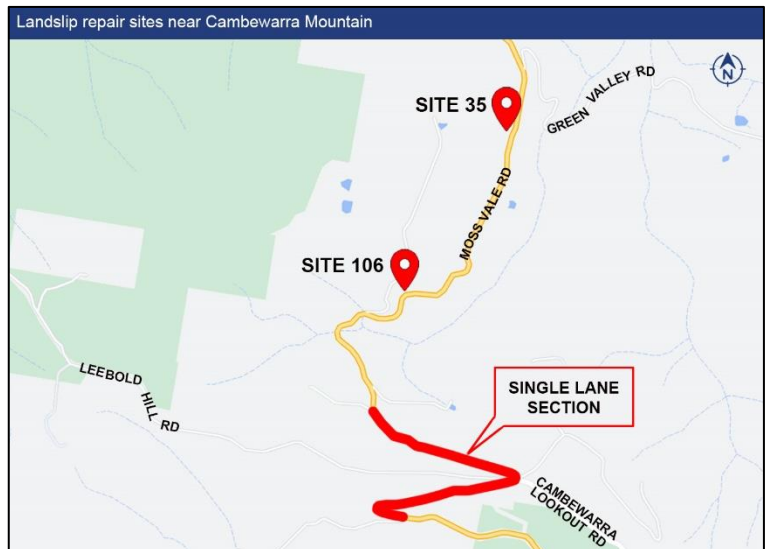 Landslip repair sites near Cambewarra Mountain
N
SITE 35
GREEN VALLEY RD
MOSS VALE RD
SITE 106
LEEBOLD
HILL RD
SINGLE LANE
SECTION
CAMBEWARRA
LOOKOUT RD